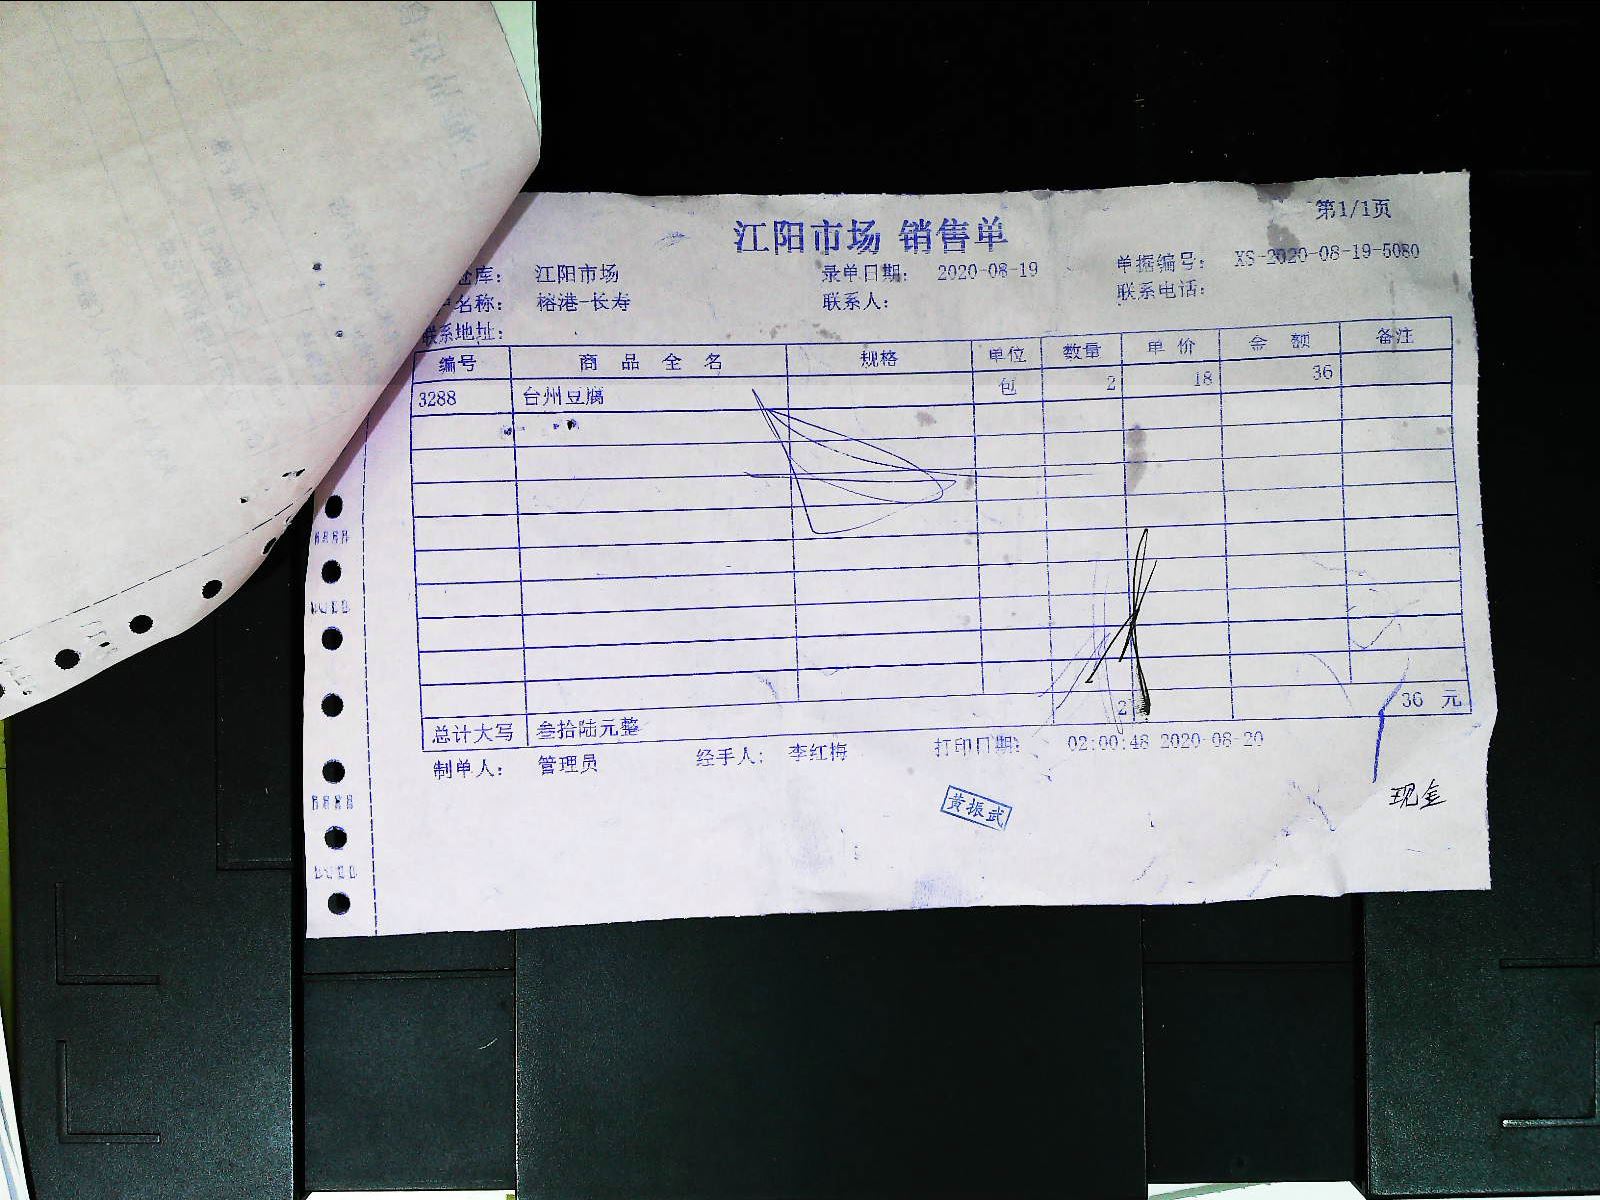 第1/1页
江阳市场 销售单
库: 江阳市场 录单日期: 2020-08-19 单据编号: XS-2020-08-19-5080
名称: 榕港-长寿 联系人: 联系电话:
联系地址:
编号 商品全名 规格 单位 数量 单价 金额 备注
3288 台州豆腐 包 2 18 36
总计大写 叁拾陆元整 2 36 元
制单人: 管理员 经手人: 李红梅 打印日期: 02:00:48 2020-08-20
黄振武
现金